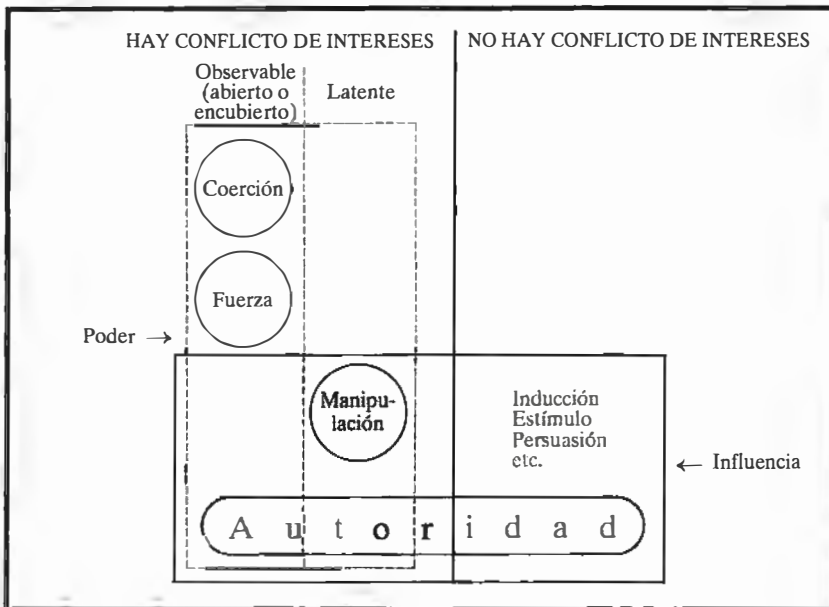 HAY CONFLICTO DE INTERESES
NO HAY CONFLICTO DE INTERESES
Observable
(abierto o
encubierto)
Latente
Coerción
Fuerza
Poder →
Manipu-
lación
Inducción
Estímulo
Persuasión
etc.
← Influencia
Autoridad